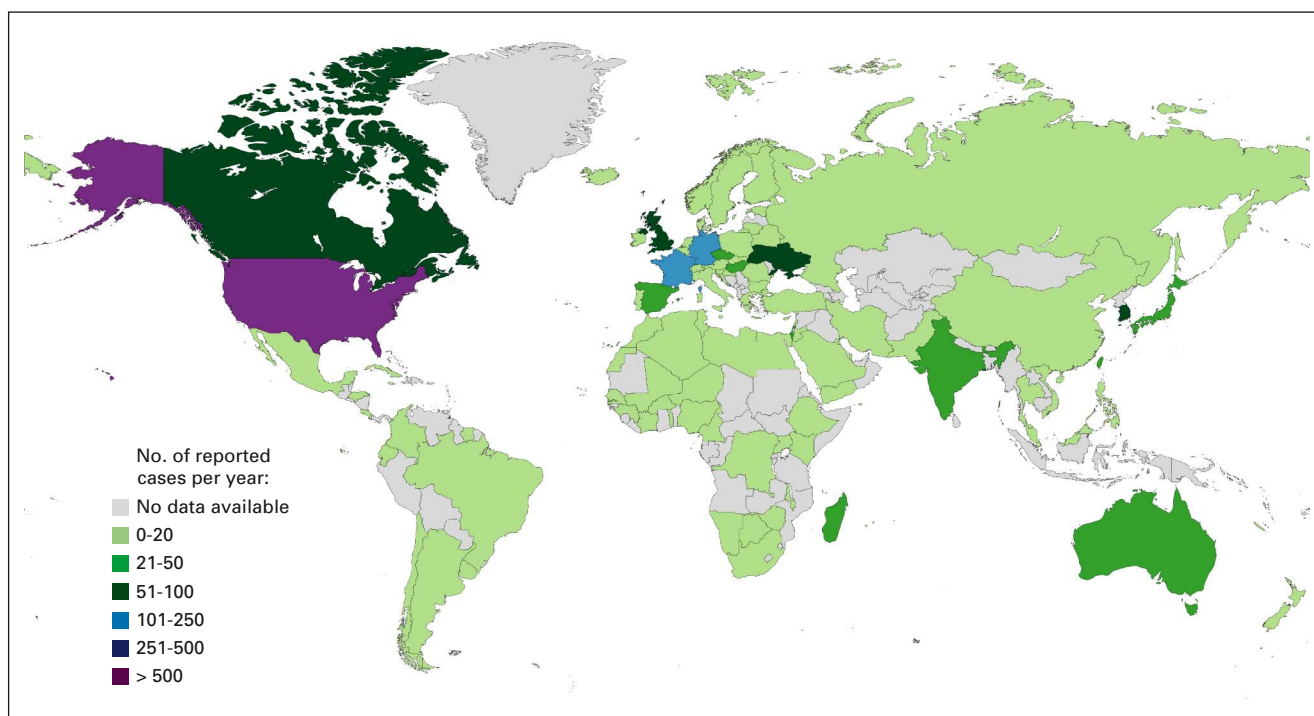 No. of reported
cases per year:
No data available
0-20
21-50
51-100
101-250
251-500
> 500